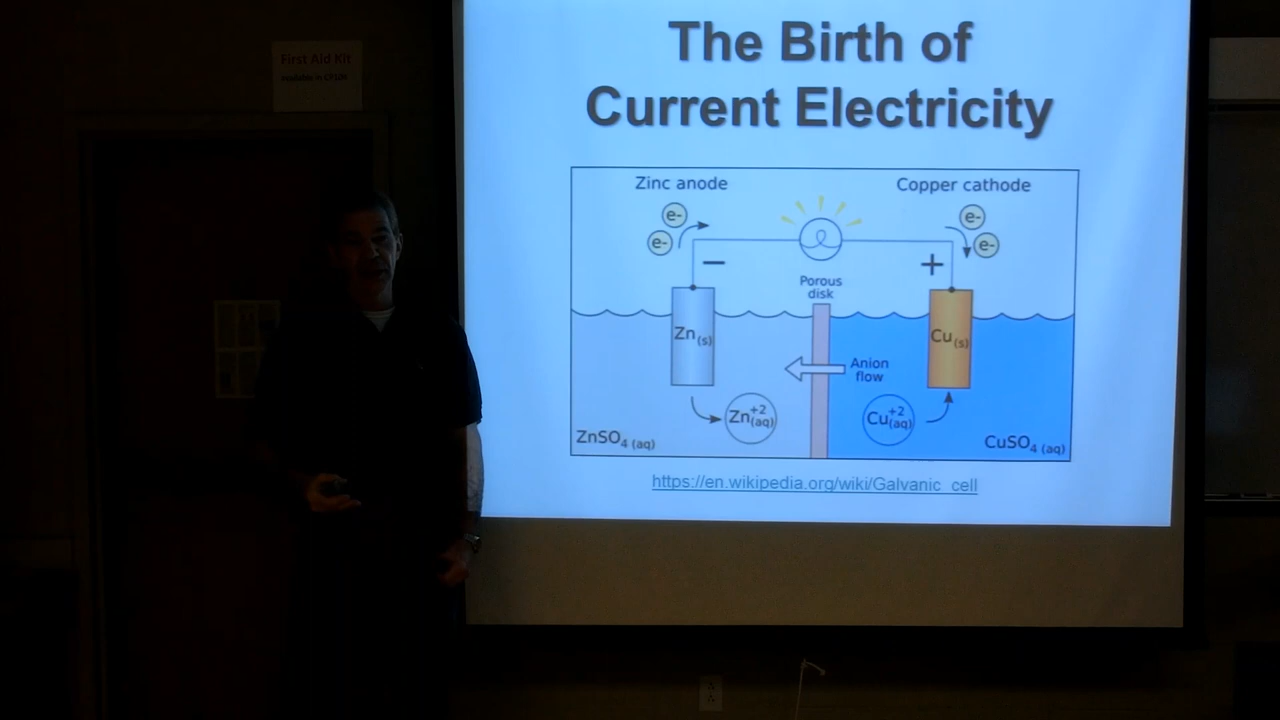 First Aid Kit
available in CP106
The Birth of
Current Electricity
Zinc anode
Copper cathode
e-
e-
e-
e-
−
+
Porous
disk
Zn(s)
Cu(s)
Anion
flow
Zn+2(aq)
Cu+2(aq)
ZnSO4 (aq)
CuSO4 (aq)
https://en.wikipedia.org/wiki/Galvanic_cell